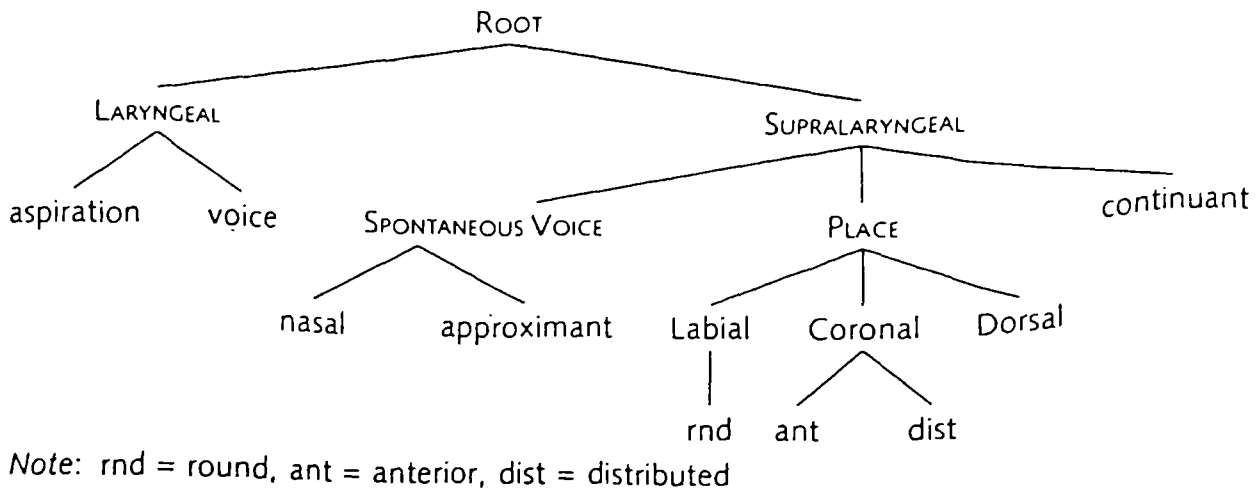 ROOT
LARYNGEAL
SUPRALARYNGEAL
aspiration voice continuant
SPONTANEOUS VOICE PLACE
nasal approximant Labial Coronal Dorsal
rnd ant dist
Note: rnd = round, ant = anterior, dist = distributed